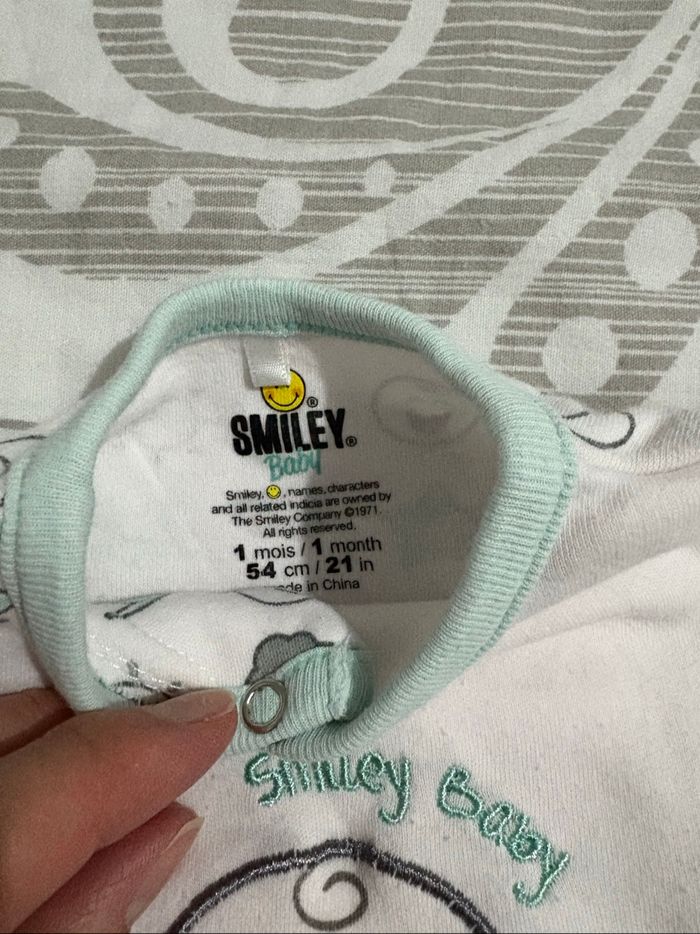 ®
SMILEY®
Baby
Smiley, , names, characters
and all related indicia are owned by
The Smiley Company ©1971.
All rights reserved.
1 mois / 1 month
54 cm / 21 in
in China
Smiley Baby